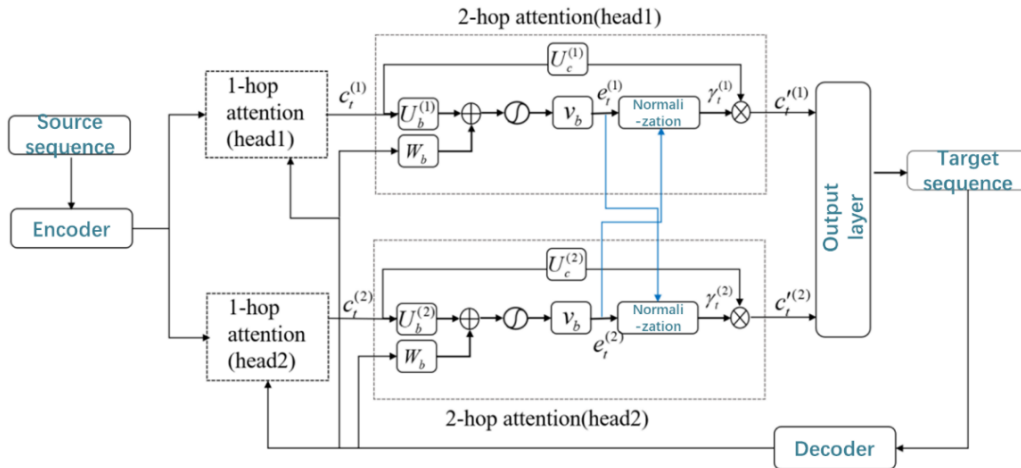 2-hop attention(head1)
U_c^{(1)}
1-hop
attention
(head1)
c_t^{(1)}
U_b^{(1)}
v_b
e_t^{(1)}
Normali
-zation
γ_t^{(1)}
c'_t^{(1)}
W_b
Source
sequence
Encoder
Output
layer
Target
sequence
U_c^{(2)}
1-hop
attention
(head2)
c_t^{(2)}
U_b^{(2)}
v_b
e_t^{(2)}
Normali
-zation
γ_t^{(2)}
c'_t^{(2)}
W_b
2-hop attention(head2)
Decoder